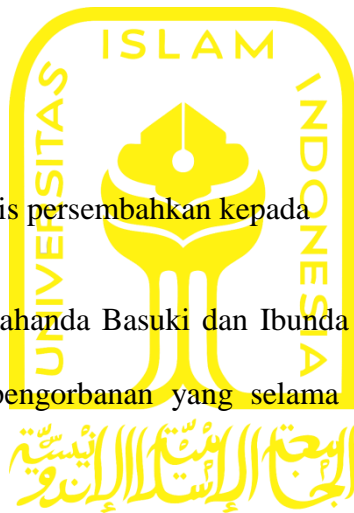 ISLAM
UNIVERSITAS
INDONESIA
is persembahkan kepada
ahanda Basuki dan Ibunda
pengorbanan yang selama
الجامعة الإسلامية الإندونيسية